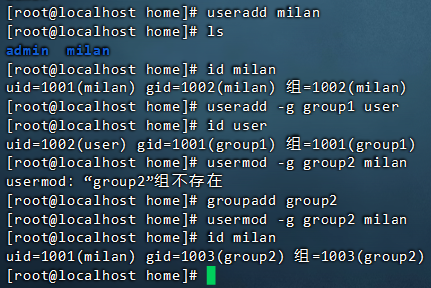 [root@localhost home]# useradd milan
[root@localhost home]# ls
admin  milan
[root@localhost home]# id milan
uid=1001(milan) gid=1002(milan) 组=1002(milan)
[root@localhost home]# useradd -g group1 user
[root@localhost home]# id user
uid=1002(user) gid=1001(group1) 组=1001(group1)
[root@localhost home]# usermod -g group2 milan
usermod：“group2”组不存在
[root@localhost home]# groupadd group2
[root@localhost home]# usermod -g group2 milan
[root@localhost home]# id milan
uid=1001(milan) gid=1003(group2) 组=1003(group2)
[root@localhost home]#